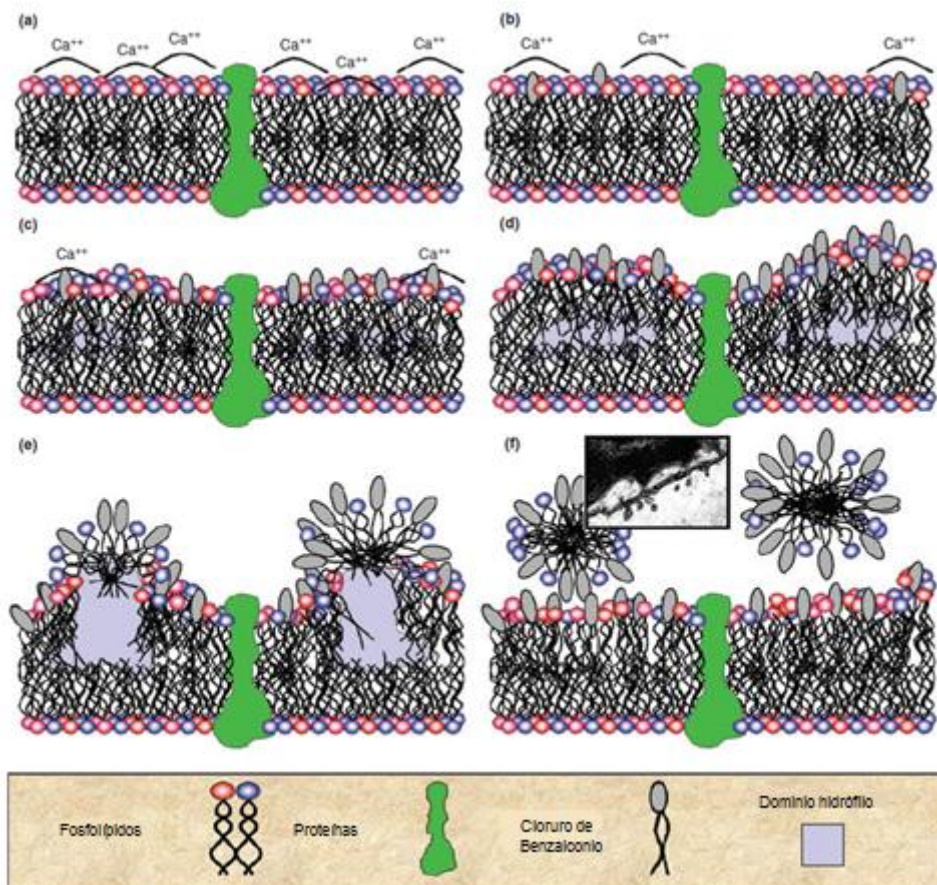 (a)
Ca++ Ca++ Ca++ Ca++ Ca++ Ca++
(b)
Ca++ Ca++ Ca++
(c)
Ca++ Ca++
(d)
(e)
(f)
Fosfolípidos
Proteínas
Cloruro de
Benzalconio
Dominio hidrófilo